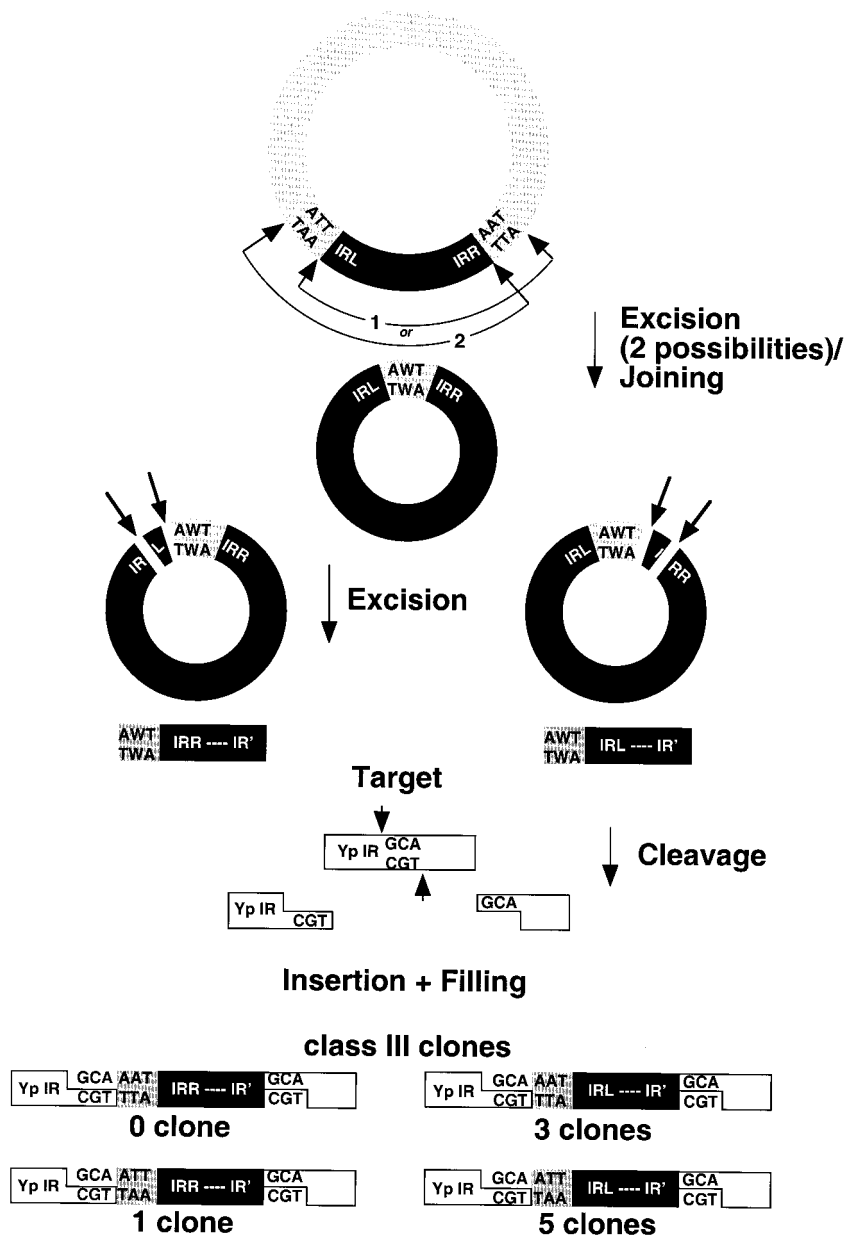 ATT
TAA
IRL
IRR
AAT
TTA
1
or
2
Excision
(2 possibilities)/
Joining
AWT
TWA
IRL
IRR
AWT
TWA
IR
L
IRR
Excision
AWT
TWA
IRL
I
RR
AWT
TWA
IRR ---- IR'
AWT
TWA
IRL ---- IR'
Target
Yp IR
GCA
CGT
Cleavage
Yp IR
CGT
GCA
Insertion + Filling
class III clones
Yp IR
GCA AAT
CGT TTA
IRR ---- IR'
GCA
CGT
0 clone
Yp IR
GCA AAT
CGT TTA
IRL ---- IR'
GCA
CGT
3 clones
Yp IR
GCA ATT
CGT TAA
IRR ---- IR'
GCA
CGT
1 clone
Yp IR
GCA ATT
CGT TAA
IRL ---- IR'
GCA
CGT
5 clones